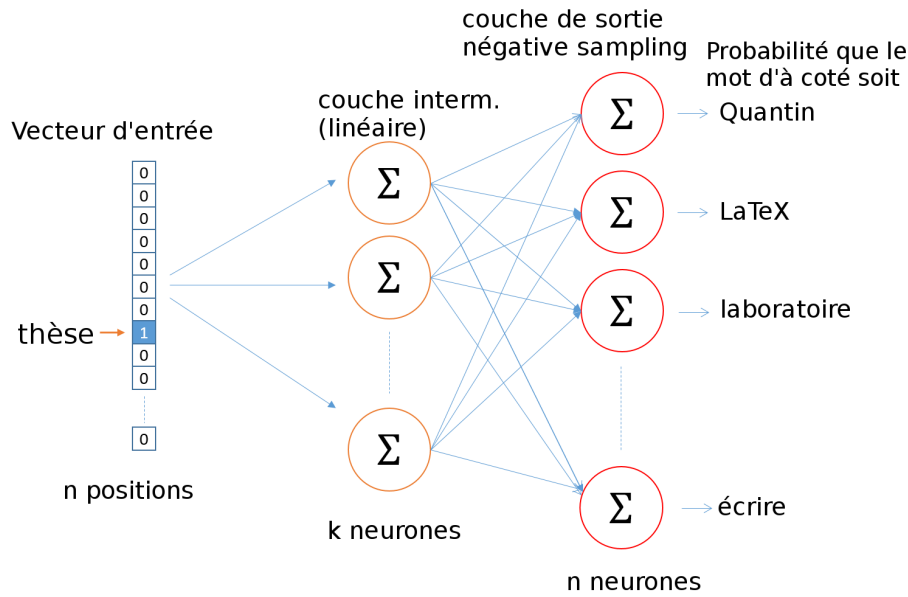 couche de sortie
négative sampling
Probabilité que le
mot d'à coté soit
couche interm.
(linéaire)
Vecteur d'entrée
Σ
Quantin
0
0
0
0
0
0
0
1
0
0
0
thèse
Σ
Σ
LaTeX
Σ
Σ
laboratoire
Σ
Σ
écrire
n positions
k neurones
n neurones